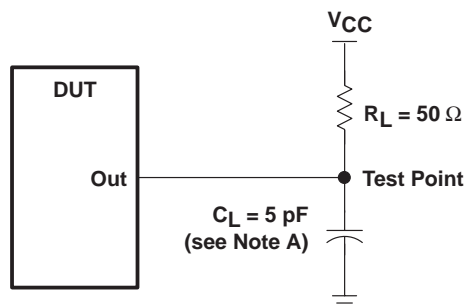 VCC
DUT
RL = 50 Ω
Out
Test Point
CL = 5 pF
(see Note A)